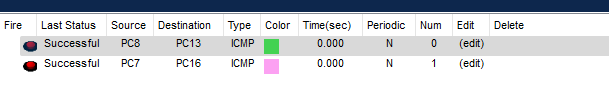 Fire Last Status Source Destination Type Color Time(sec) Periodic Num Edit Delete
Successful PC8 PC13 ICMP 0.000 N 0 (edit)
Successful PC7 PC16 ICMP 0.000 N 1 (edit)